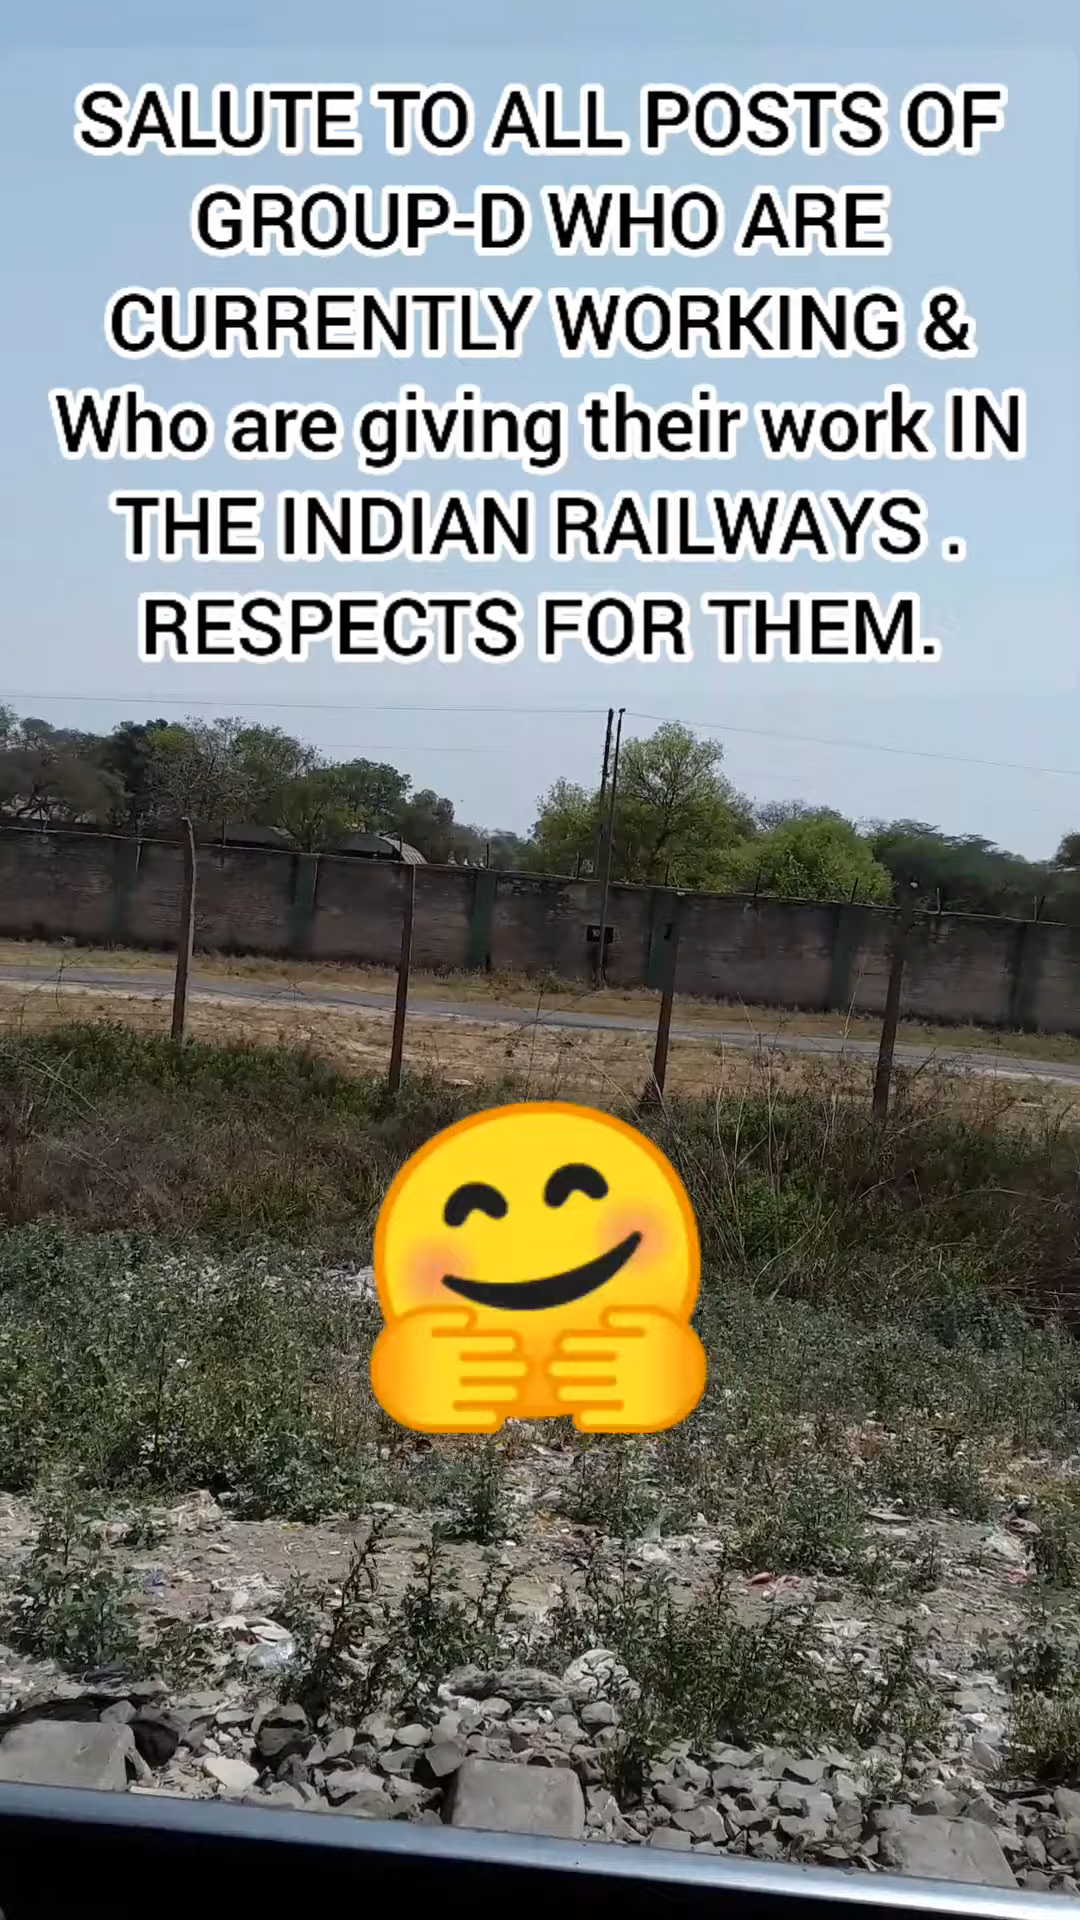 SALUTE TO ALL POSTS OF
GROUP-D WHO ARE
CURRENTLY WORKING &
Who are giving their work IN
THE INDIAN RAILWAYS .
RESPECTS FOR THEM.